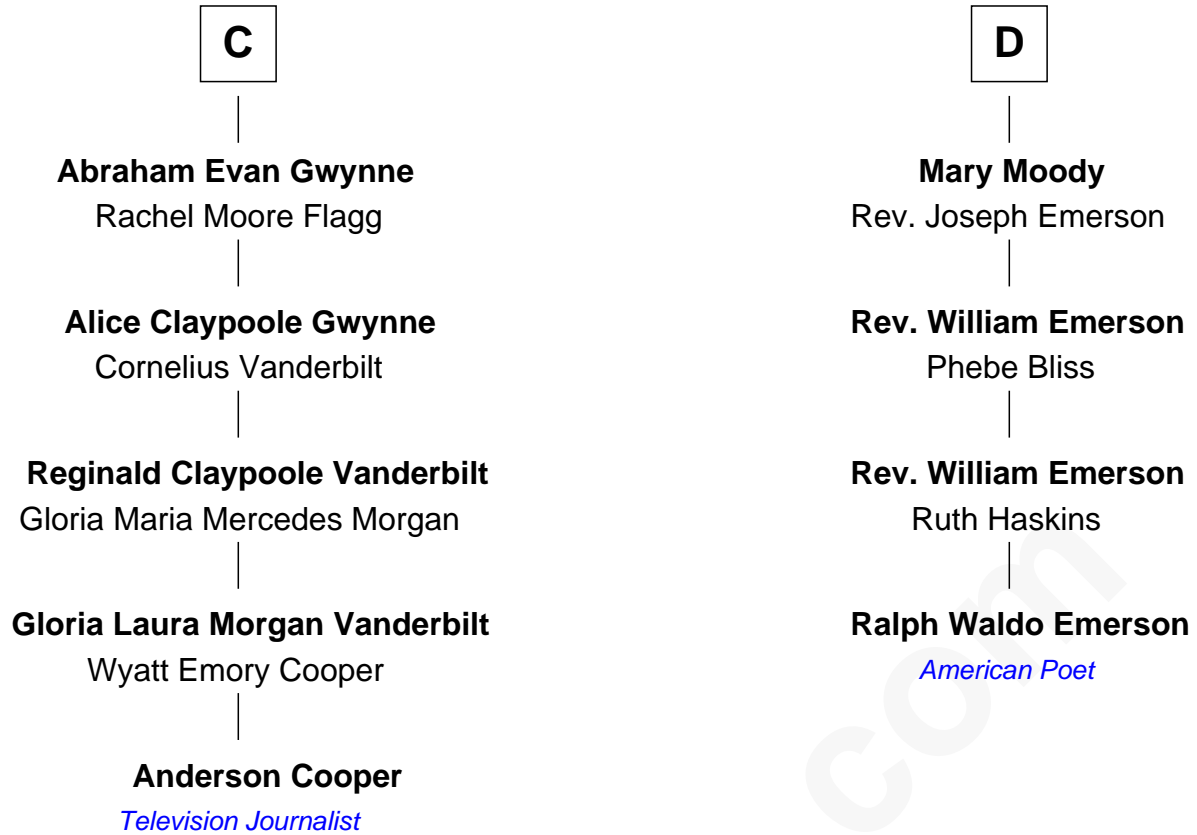 C
Abraham Evan Gwynne
Rachel Moore Flagg
Alice Claypoole Gwynne
Cornelius Vanderbilt
Reginald Claypoole Vanderbilt
Gloria Maria Mercedes Morgan
Gloria Laura Morgan Vanderbilt
Wyatt Emory Cooper
Anderson Cooper
Television Journalist
D
Mary Moody
Rev. Joseph Emerson
Rev. William Emerson
Phebe Bliss
Rev. William Emerson
Ruth Haskins
Ralph Waldo Emerson
American Poet
com